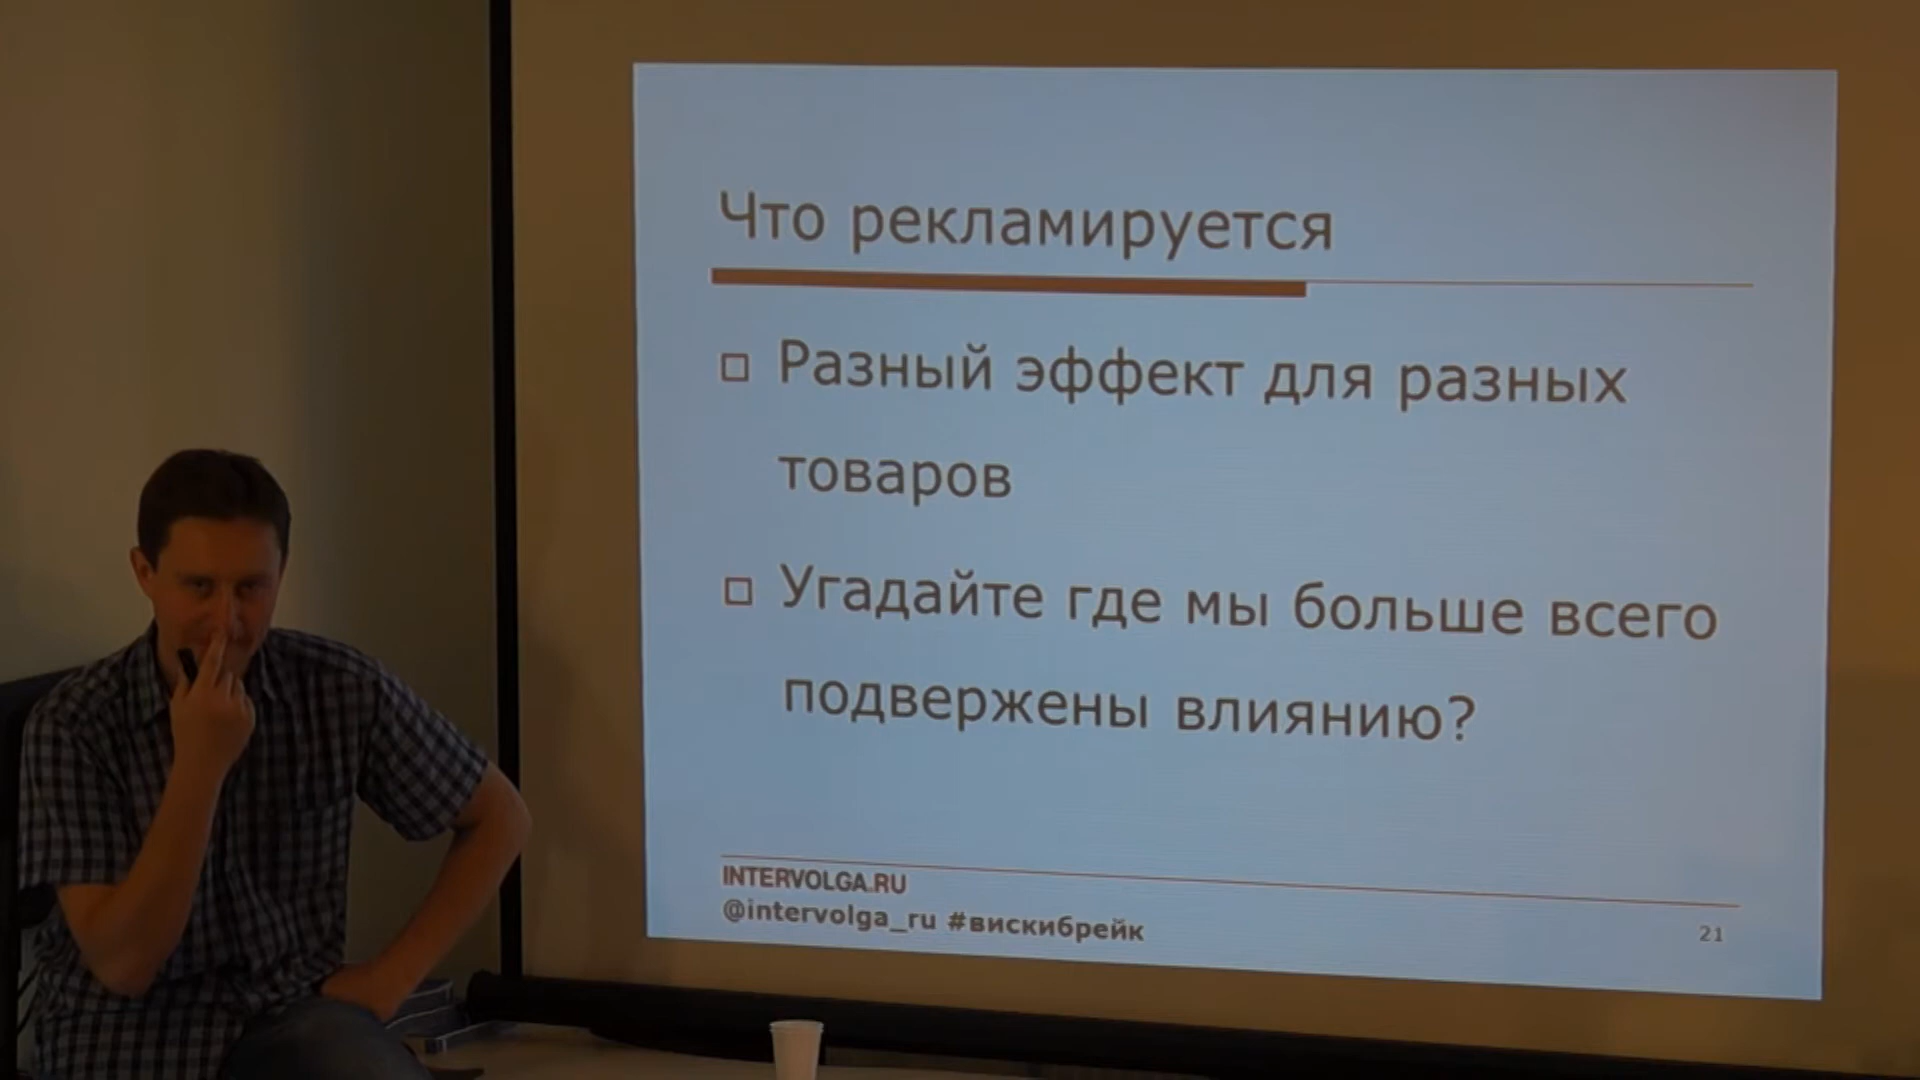 Что рекламируется
Разный эффект для разных
товаров
Угадайте где мы больше всего
подвержены влиянию?
INTERVOLGA.RU
@intervolga_ru #вискибрейк
21